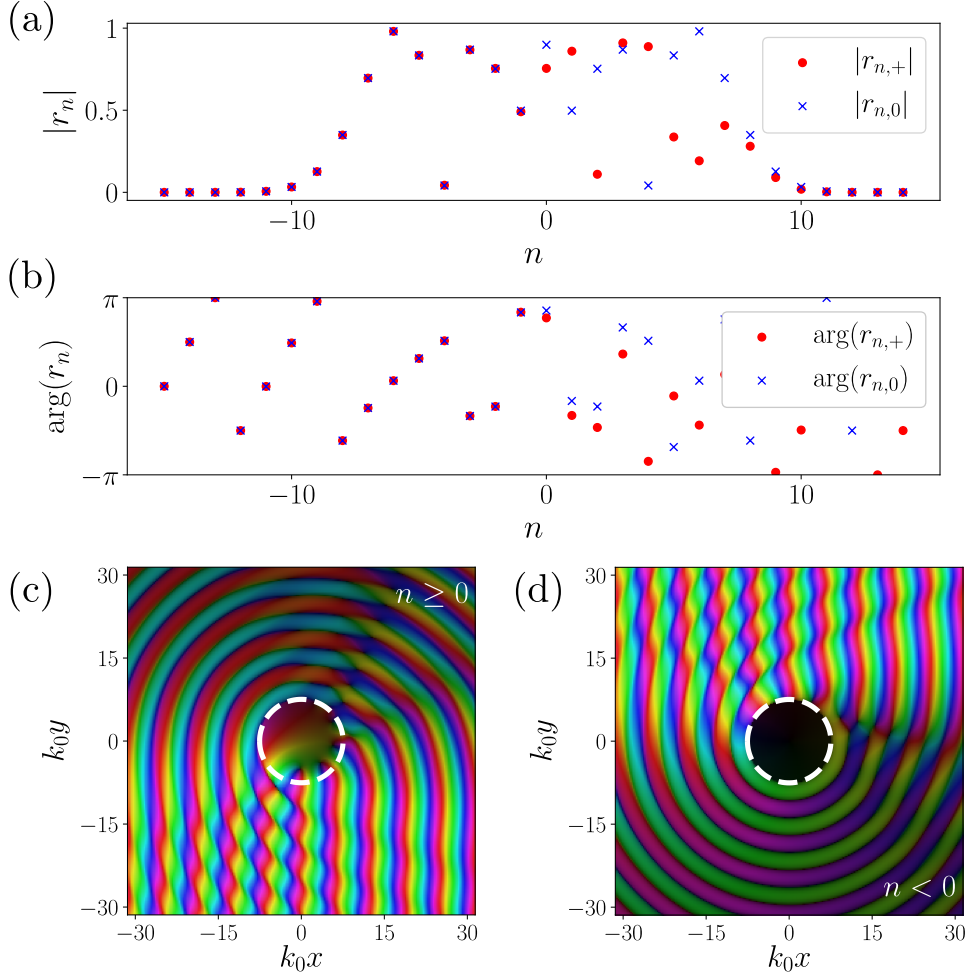 (a)
1
0.5
0
|r_n|
|r_{n,+}|
|r_{n,0}|
−10
0
10
n
(b)
π
0
−π
arg(r_n)
arg(r_{n,+})
arg(r_{n,0})
−10
0
10
n
(c)
30
15
0
−15
−30
k_0y
n ≥ 0
−30
−15
0
15
30
k_0x
(d)
30
15
0
−15
−30
k_0y
n < 0
−30
−15
0
15
30
k_0x